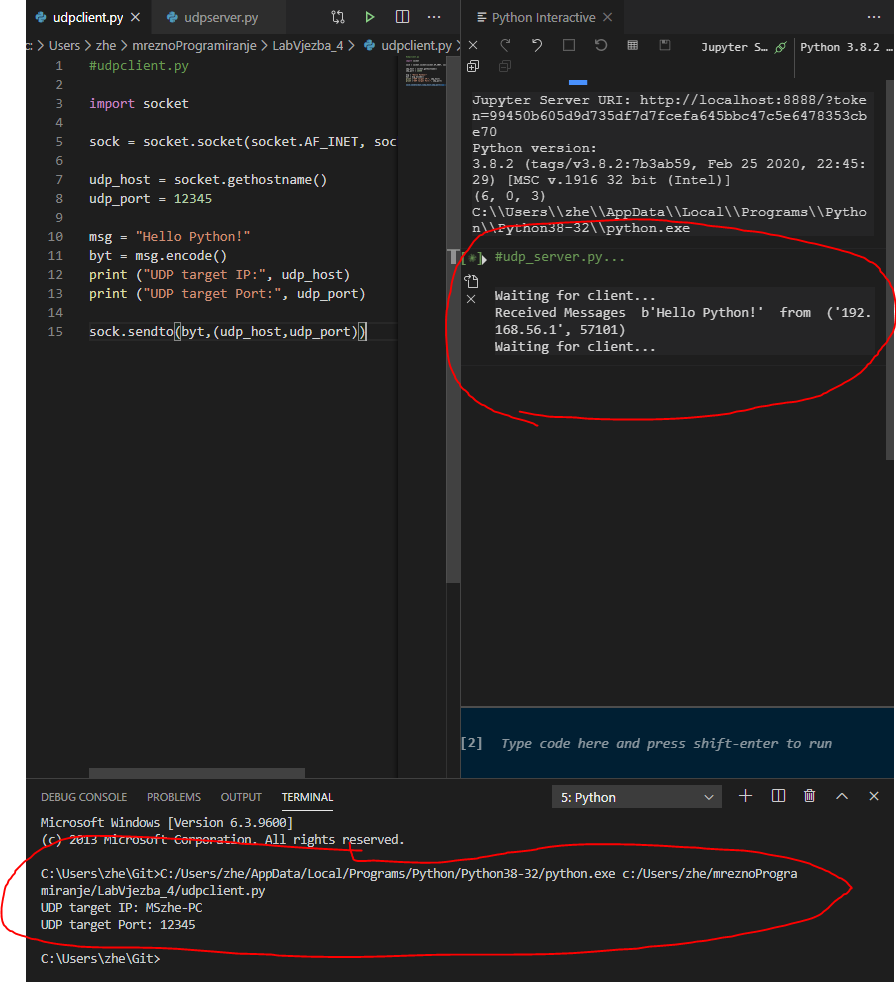 udpclient.py
udpserver.py
c: > Users > zhe > mreznoProgramiranje > LabVjezba_4 > udpclient.py >
1 #udpclient.py
2
3 import socket
4
5 sock = socket.socket(socket.AF_INET, soc
6
7 udp_host = socket.gethostname()
8 udp_port = 12345
9
10 msg = "Hello Python!"
11 byt = msg.encode()
12 print ("UDP target IP:", udp_host)
13 print ("UDP target Port:", udp_port)
14
15 sock.sendto(byt,(udp_host,udp_port))
Python Interactive
Jupyter S… Python 3.8.2 …
Jupyter Server URI: http://localhost:8888/?toke
n=99450b605d9d735df7d7fcefa645bbc47c5e6478353cb
e70
Python version:
3.8.2 (tags/v3.8.2:7b3ab59, Feb 25 2020, 22:45:
29) [MSC v.1916 32 bit (Intel)]
(6, 0, 3)
C:\\Users\\zhe\\AppData\\Local\\Programs\\Pytho
n\\Python38-32\\python.exe
[*] #udp_server.py...
Waiting for client...
Received Messages b'Hello Python!' from ('192.
168.56.1', 57101)
Waiting for client...
[2] Type code here and press shift-enter to run
DEBUG CONSOLE PROBLEMS OUTPUT TERMINAL 5: Python
Microsoft Windows [Version 6.3.9600]
(c) 2013 Microsoft Corporation. All rights reserved.
C:\Users\zhe\Git>C:/Users/zhe/AppData/Local/Programs/Python/Python38-32/python.exe c:/Users/zhe/mreznoProgra
miranje/LabVjezba_4/udpclient.py
UDP target IP: MSzhe-PC
UDP target Port: 12345
C:\Users\zhe\Git>